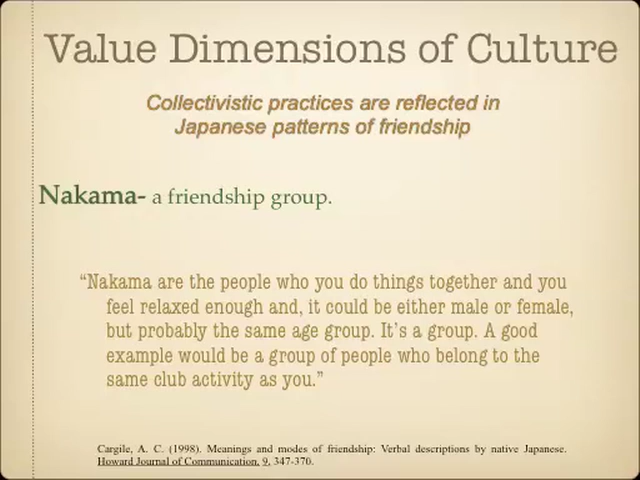 Value Dimensions of Culture
Collectivistic practices are reflected in
Japanese patterns of friendship
Nakama- a friendship group.
“Nakama are the people who you do things together and you
feel relaxed enough and, it could be either male or female,
but probably the same age group. It’s a group. A good
example would be a group of people who belong to the
same club activity as you.”
Cargile, A. C. (1998). Meanings and modes of friendship: Verbal descriptions by native Japanese.
Howard Journal of Communication, 9, 347-370.